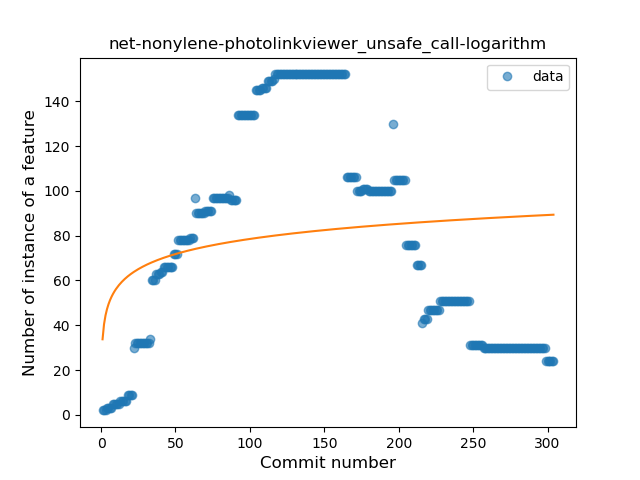 net-nonylene-photolinkviewer_unsafe_call-logarithm
data
Number of instance of a feature
140
120
100
80
60
40
20
0
0 50 100 150 200 250 300
Commit number